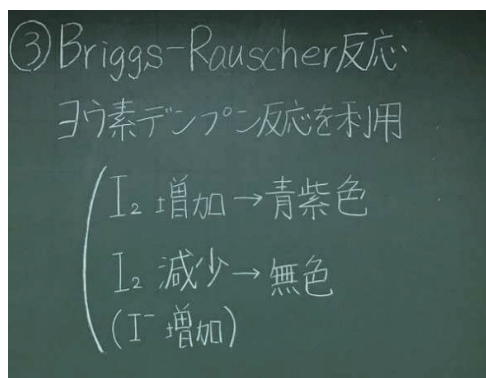 ③Briggs-Rauscher反応
ヨウ素デンプン反応を利用
I₂ 増加→青紫色
I₂ 減少→無色
(I⁻ 増加)